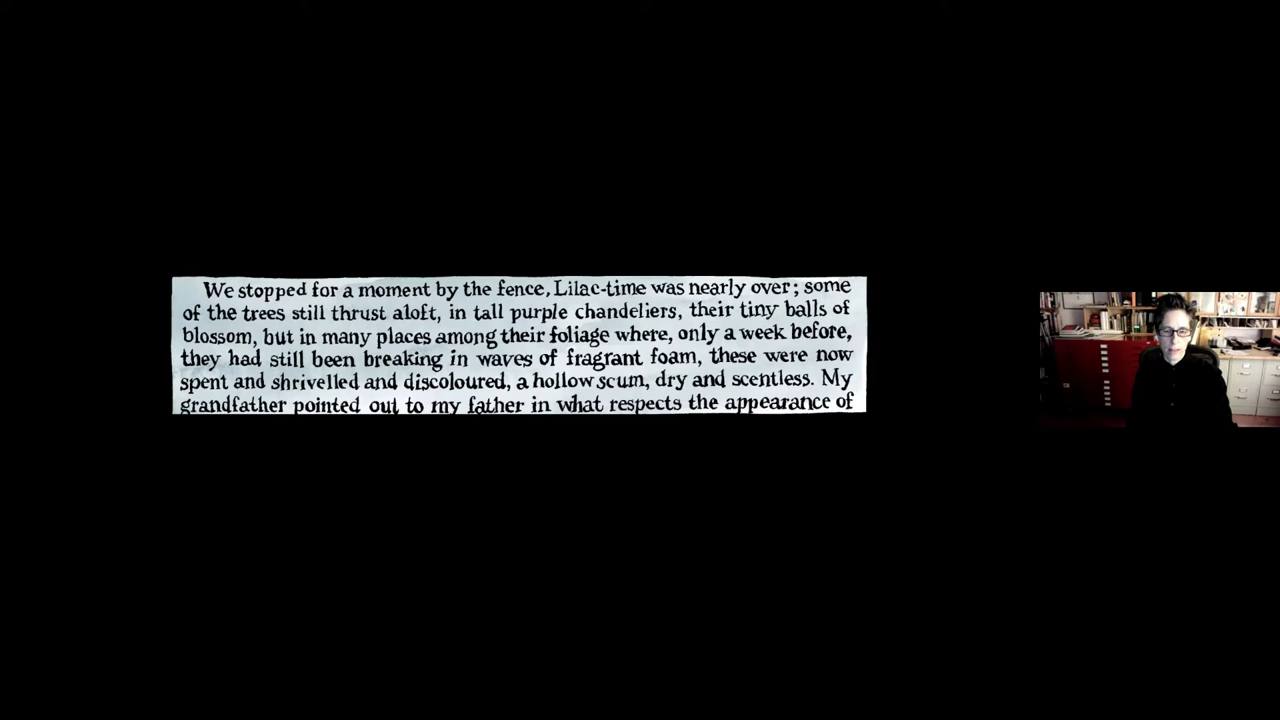 We stopped for a moment by the fence, Lilac-time was nearly over; some
of the trees still thrust aloft, in tall purple chandeliers, their tiny balls of
blossom, but in many places among their foliage where, only a week before,
they had still been breaking in waves of fragrant foam, these were now
spent and shrivelled and discoloured, a hollow scum, dry and scentless. My
grandfather pointed out to my father in what respects the appearance of